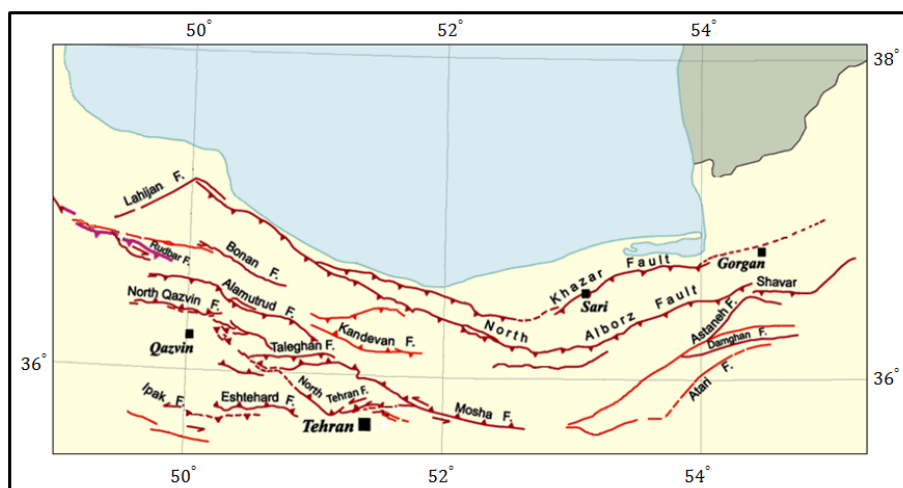 50°
52°
54°
38°
Lahijan F.
Rudbar F.
Bonan F.
Khazar Fault
Gorgan
Sari
Alamutrud F.
Shavar
North Qazvin F.
North Alborz Fault
Astaneh F.
Kandevan F.
Damghan F.
Qazvin
Taleghan F.
36°
36°
Atari F.
Ipak F.
Eshtehard F.
North Tehran F.
Mosha F.
Tehran
50°
52°
54°